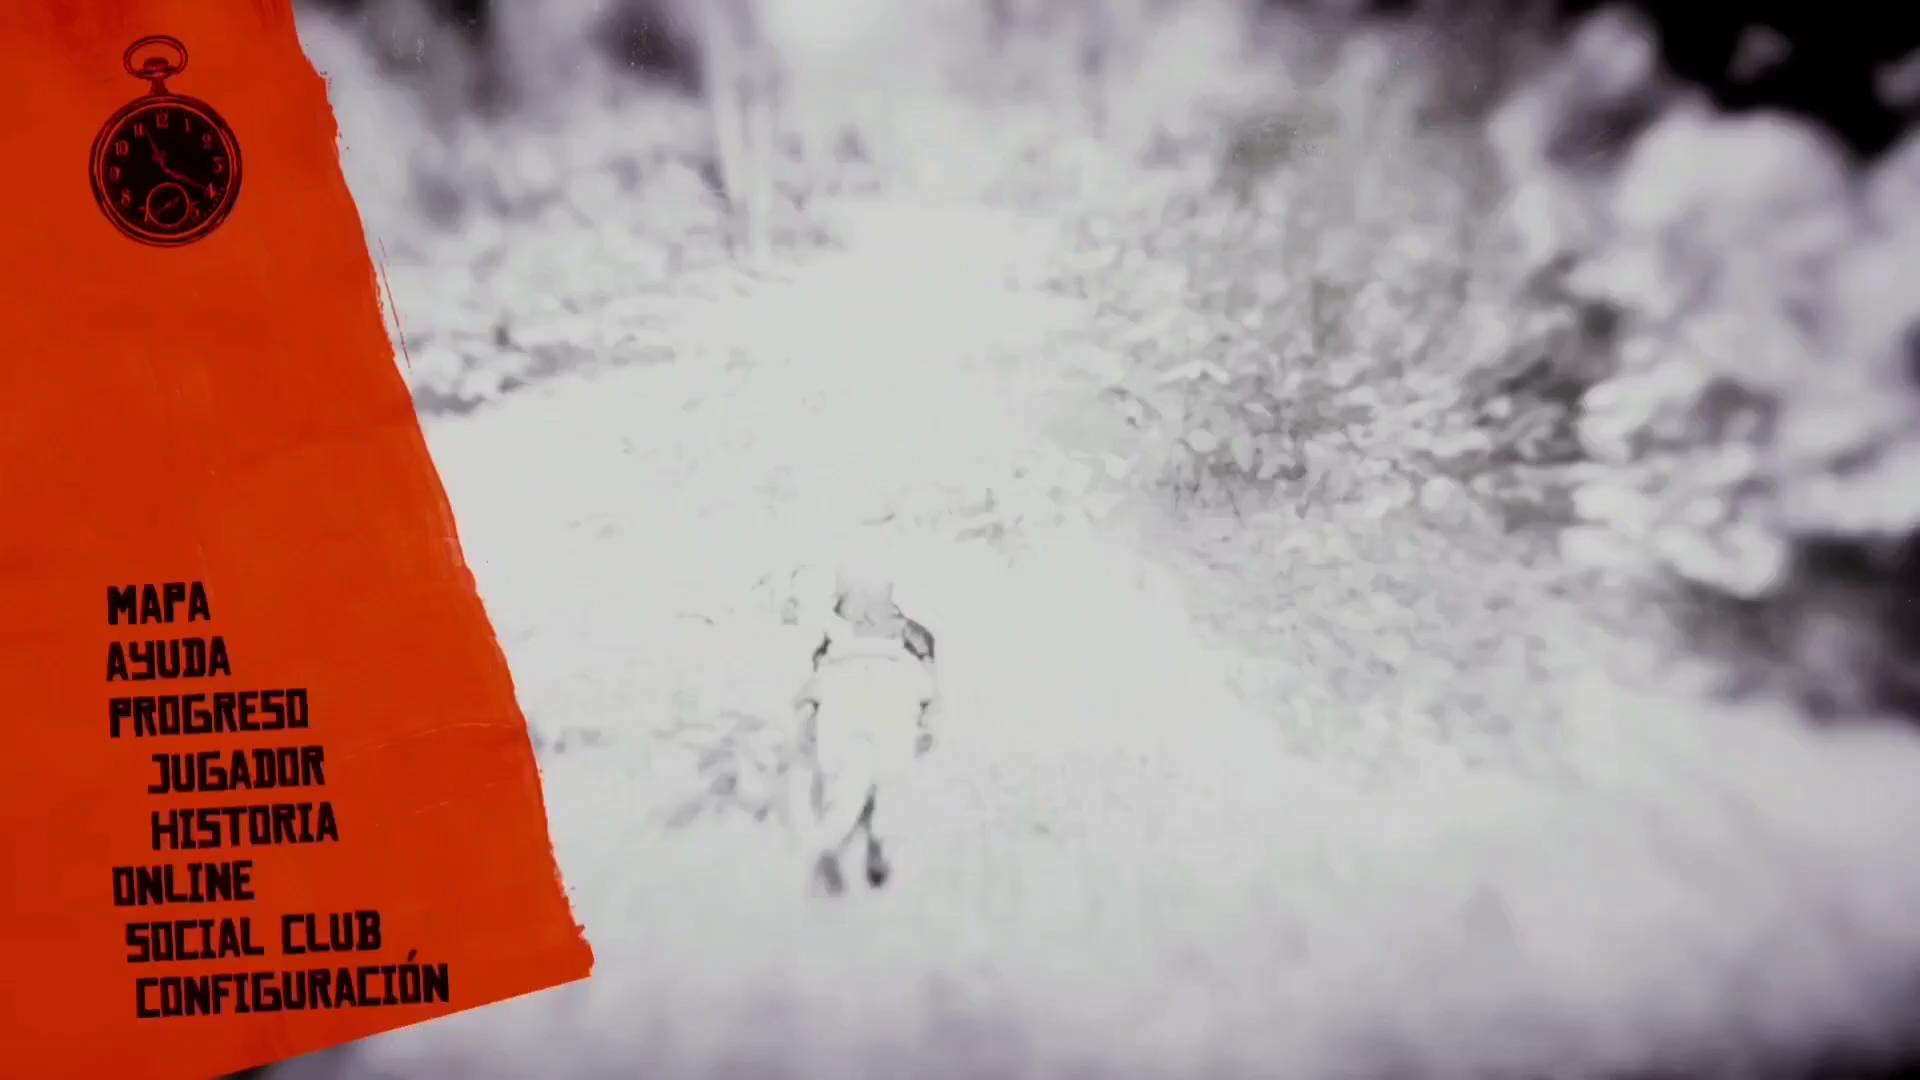 MAPA
AYUDA
PROGRESO
JUGADOR
HISTORIA
ONLINE
SOCIAL CLUB
CONFIGURACIÓN